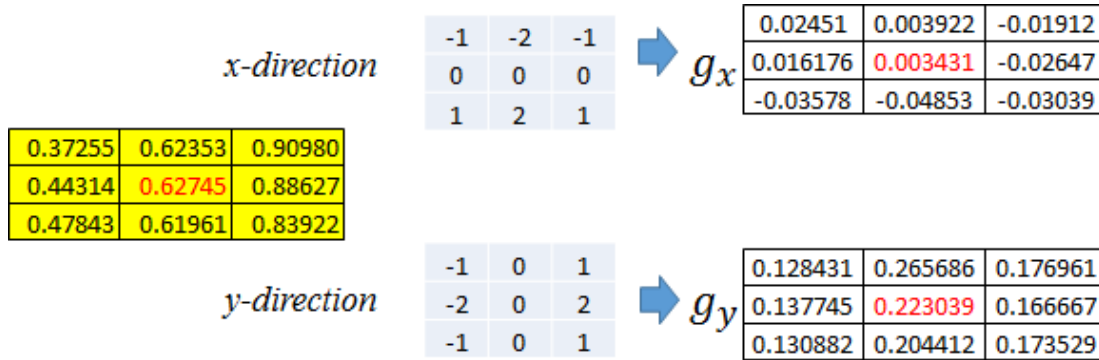 x-direction
-1 -2 -1
0 0 0
1 2 1
gx
0.02451 0.003922 -0.01912
0.016176 0.003431 -0.02647
-0.03578 -0.04853 -0.03039
0.37255 0.62353 0.90980
0.44314 0.62745 0.88627
0.47843 0.61961 0.83922
y-direction
-1 0 1
-2 0 2
-1 0 1
gy
0.128431 0.265686 0.176961
0.137745 0.223039 0.166667
0.130882 0.204412 0.173529